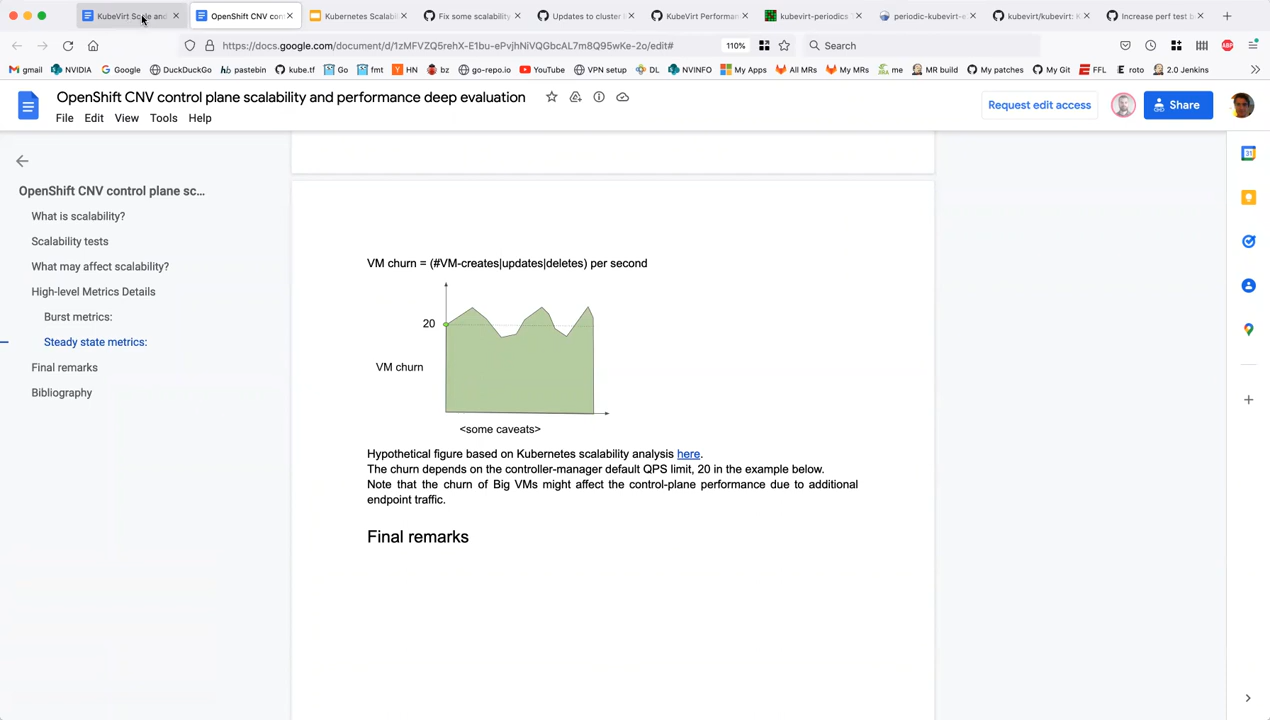 KubeVirt Scale and
OpenShift CNV cont
Kubernetes Scalabi
Fix some scalability
Updates to cluster
KubeVirt Performan
kubevirt-periodics
periodic-kubevirt-e
kubevirt/kubevirt: K
Increase perf test b
https://docs.google.com/document/d/1zMFVZQ5rehX-E1bu-ePvjhNiVQGbcAL7m8Q95wKe-2o/edit#
110%
Search
gmail
NVIDIA
Google
DuckDuckGo
hb pastebin
kube.tf
Go
fmt
HN
bz
go-repo.io
YouTube
VPN setup
DL
NVINFO
My Apps
All MRs
My MRs
me
MR build
My patches
My Git
FFL
roto
2.0 Jenkins
OpenShift CNV control plane scalability and performance deep evaluation
File Edit View Tools Help
Request edit access
Share
OpenShift CNV control plane sc...
What is scalability?
Scalability tests
What may affect scalability?
High-level Metrics Details
Burst metrics:
Steady state metrics:
Final remarks
Bibliography
VM churn = (#VM-creates|updates|deletes) per second
20
VM churn
<some caveats>
Hypothetical figure based on Kubernetes scalability analysis here.
The churn depends on the controller-manager default QPS limit, 20 in the example below.
Note that the churn of Big VMs might affect the control-plane performance due to additional
endpoint traffic.
Final remarks